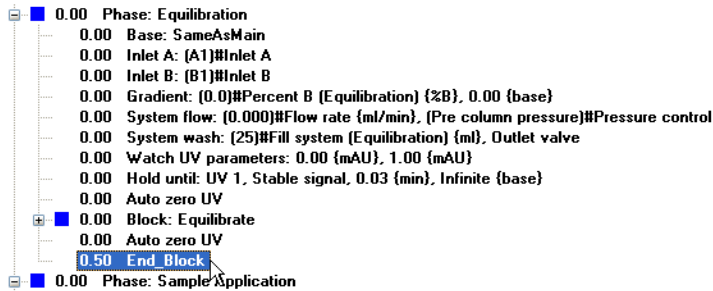 0.00 Phase: Equilibration
0.00 Base: SameAsMain
0.00 Inlet A: (A1)#Inlet A
0.00 Inlet B: (B1)#Inlet B
0.00 Gradient: (0.0)#Percent B (Equilibration) {%B}, 0.00 {base}
0.00 System flow: (0.000)#Flow rate {ml/min}, (Pre column pressure)#Pressure control
0.00 System wash: (25)#Fill system (Equilibration) {ml}, Outlet valve
0.00 Watch UV parameters: 0.00 {mAU}, 1.00 {mAU}
0.00 Hold until: UV 1, Stable signal, 0.03 {min}, Infinite {base}
0.00 Auto zero UV
0.00 Block: Equilibrate
0.00 Auto zero UV
0.50 End_Block
0.00 Phase: Sample Application